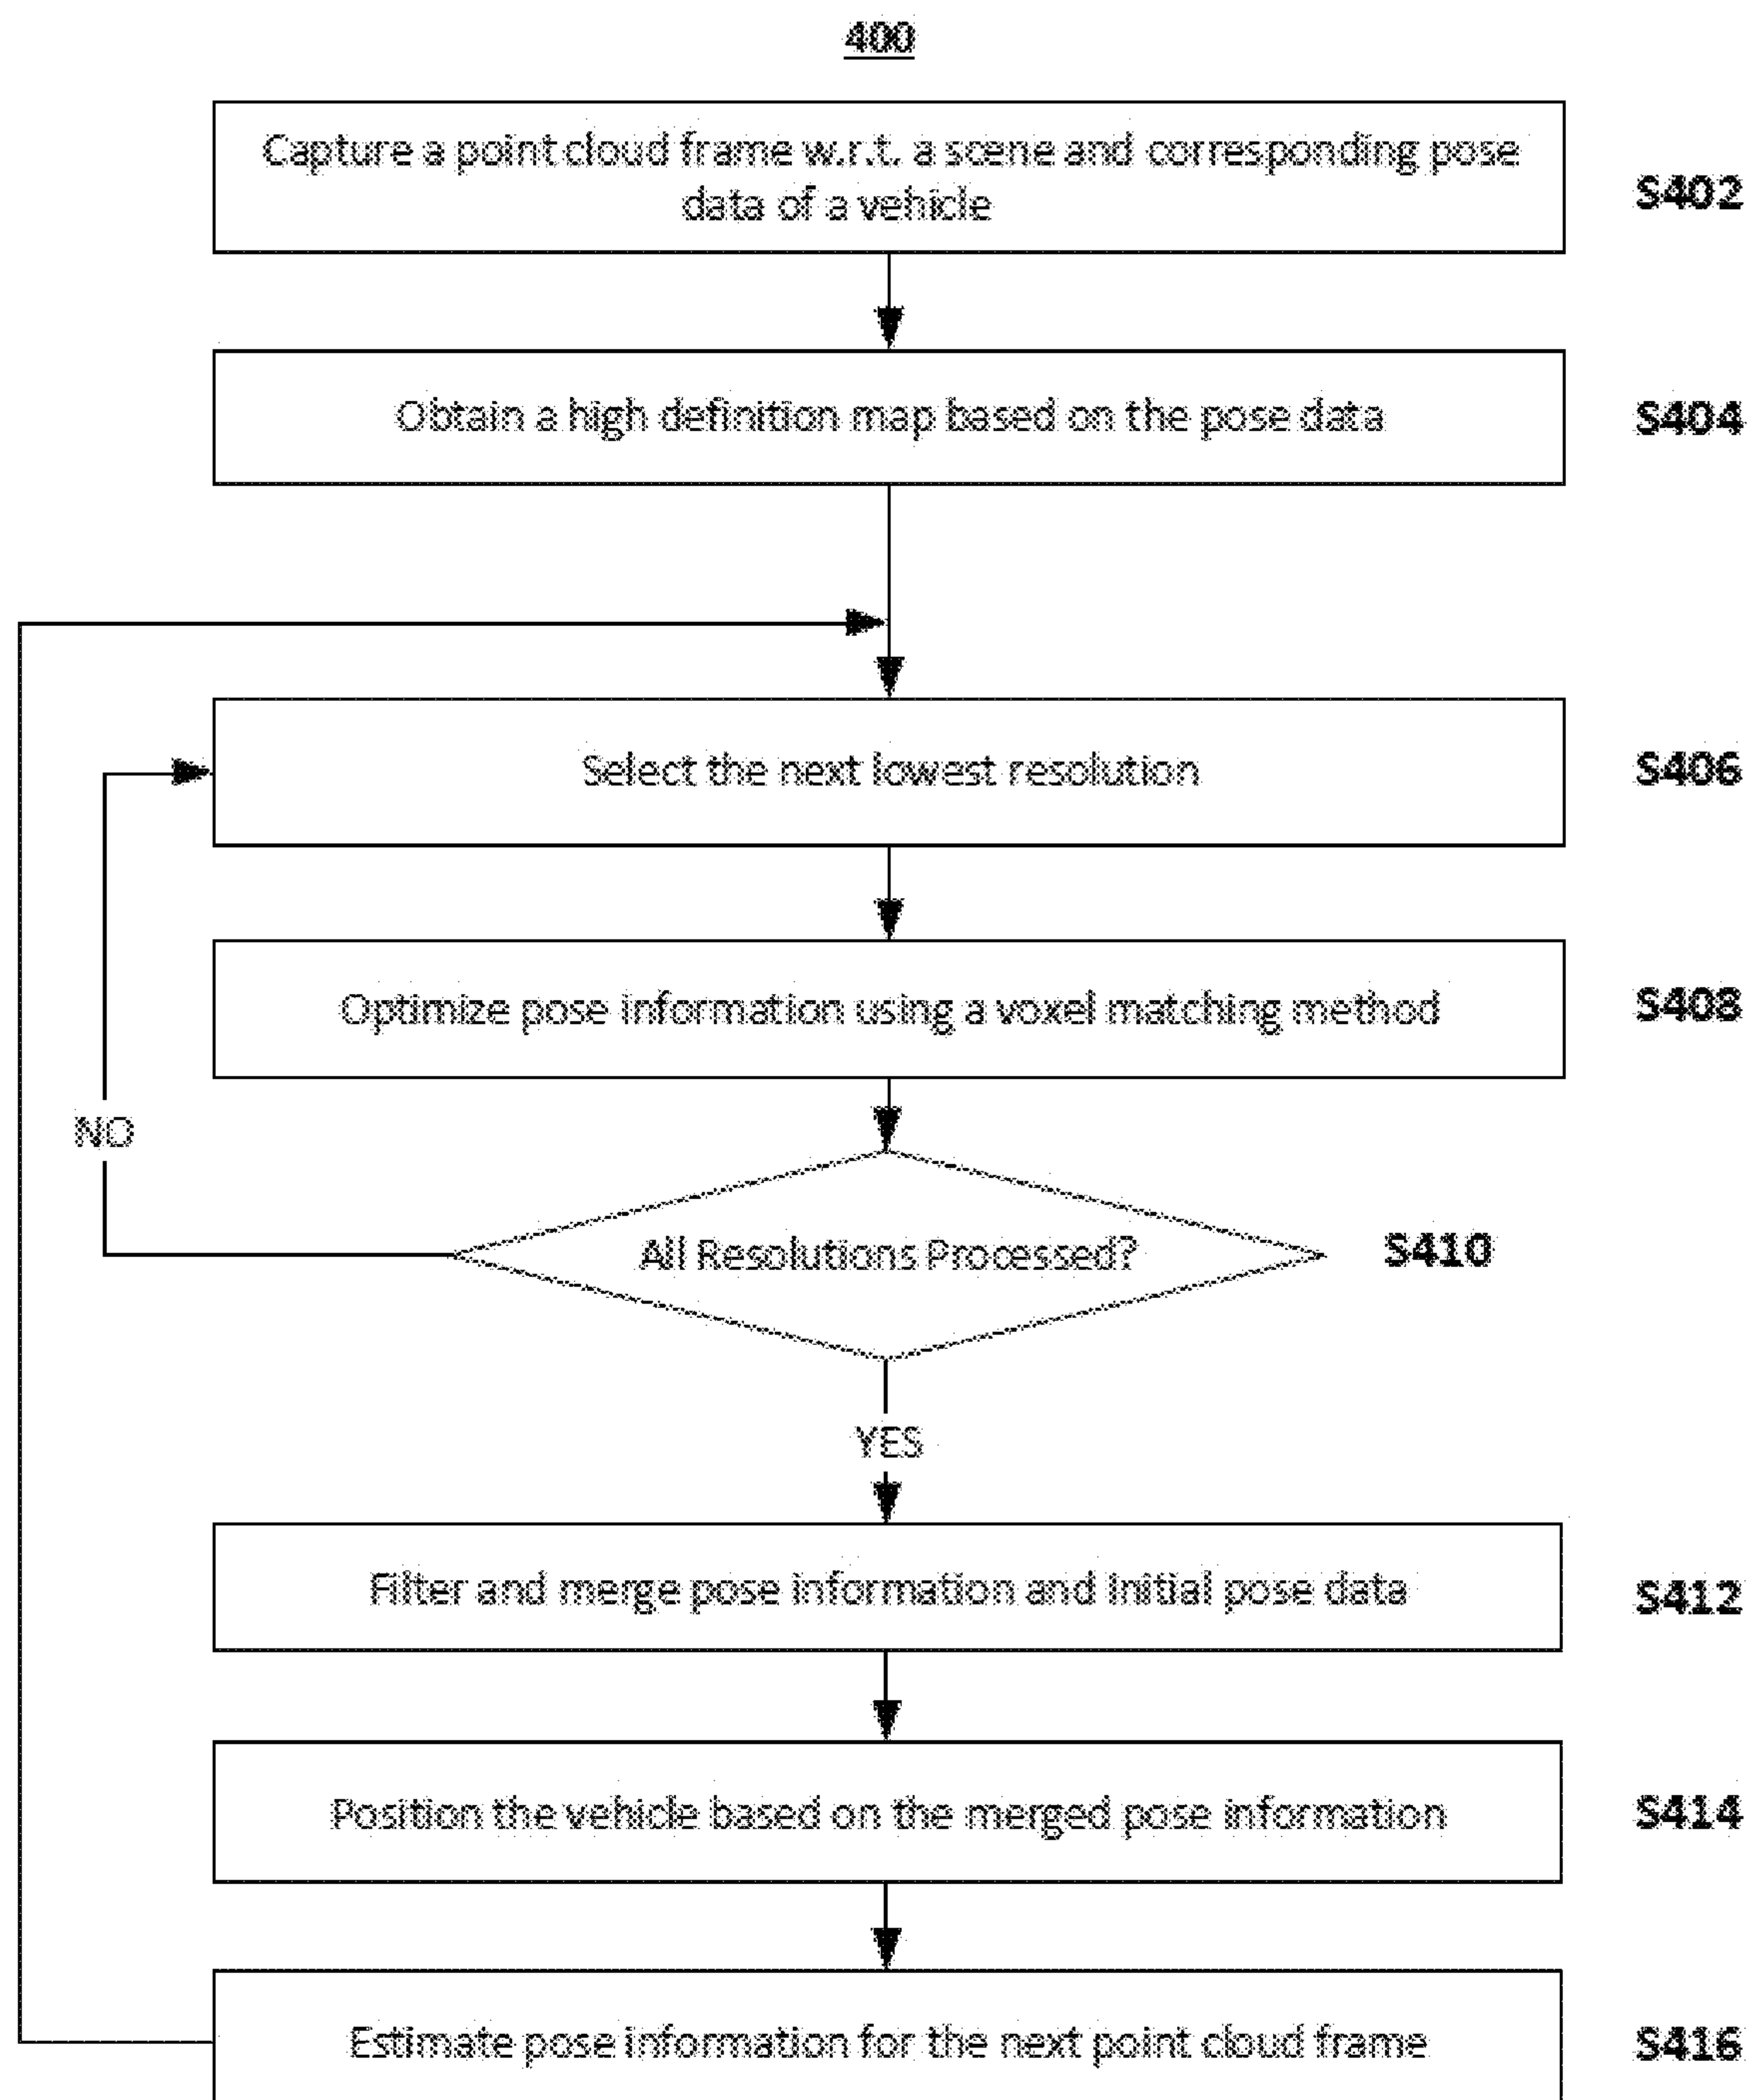 400
Capture a point cloud frame w.r.t. a scene and corresponding pose
data of a vehicle
S402
Obtain a high definition map based on the pose data
S404
Select the next lowest resolution
S406
Optimize pose information using a voxel matching method
S408
NO
All Resolutions Processed?
S410
YES
Filter and merge pose information and Initial pose data
S412
Position the vehicle based on the merged pose information
S414
Estimate pose information for the next point cloud frame
S416